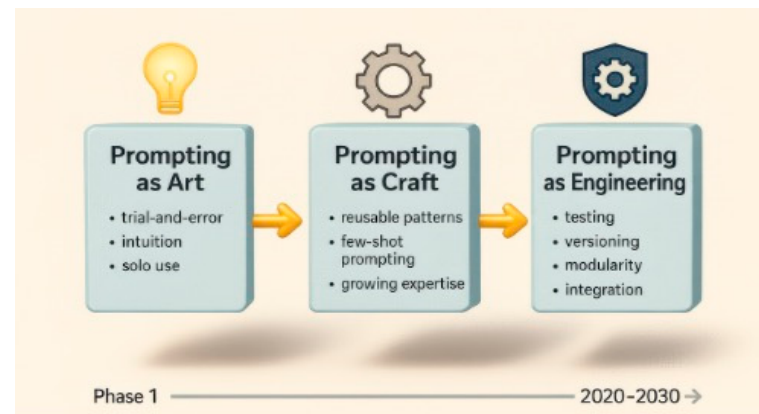 Prompting
as Art
• trial-and-error
• intuition
• solo use
Prompting
as Craft
• reusable patterns
• few-shot
prompting
• growing expertise
Prompting
as Engineering
• testing
• versioning
• modularity
• integration
Phase 1
2020-2030